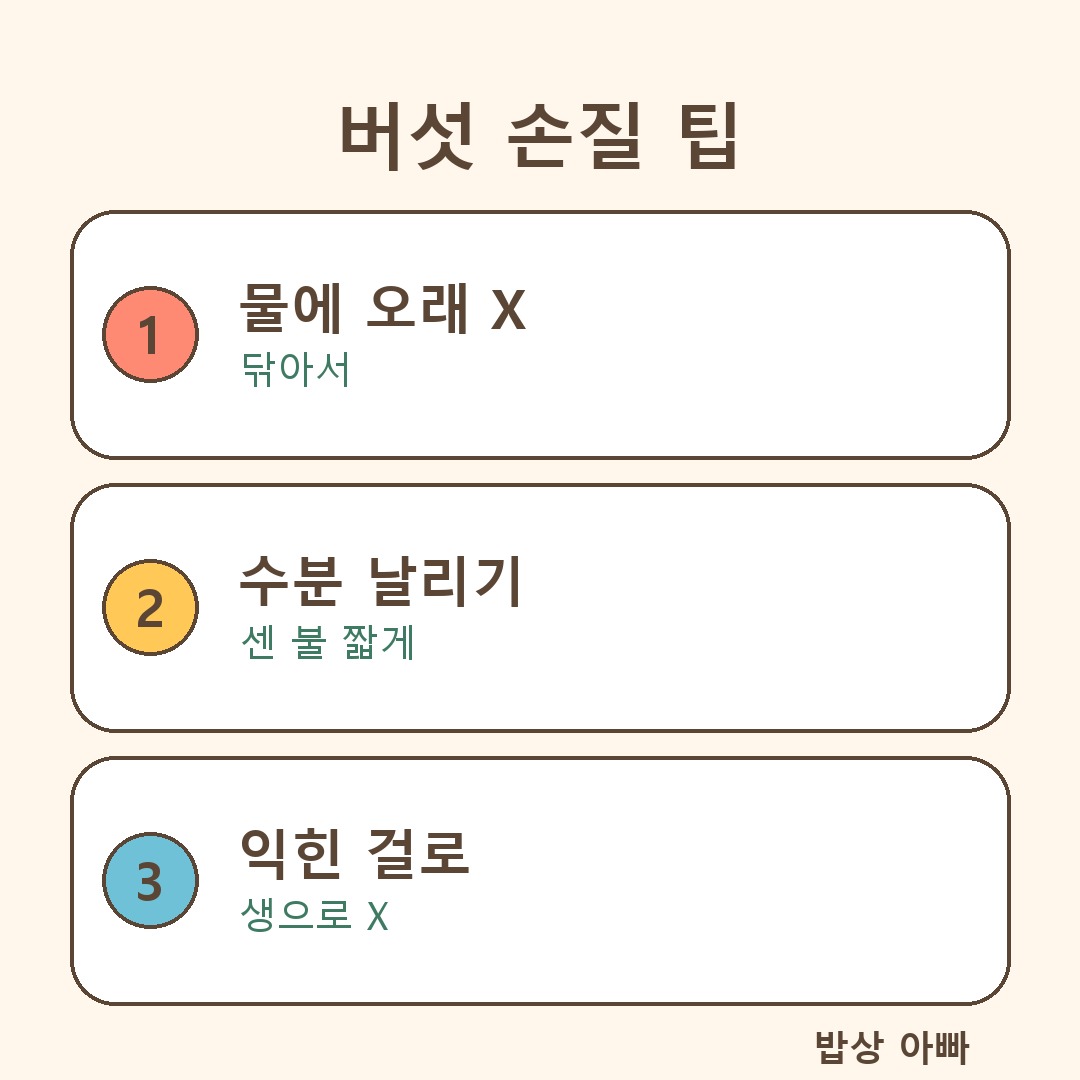 버섯 손질 팁
1
물에 오래 X
닦아서
2
수분 날리기
센 불 짧게
3
익힌 걸로
생으로 X
밥상 아빠